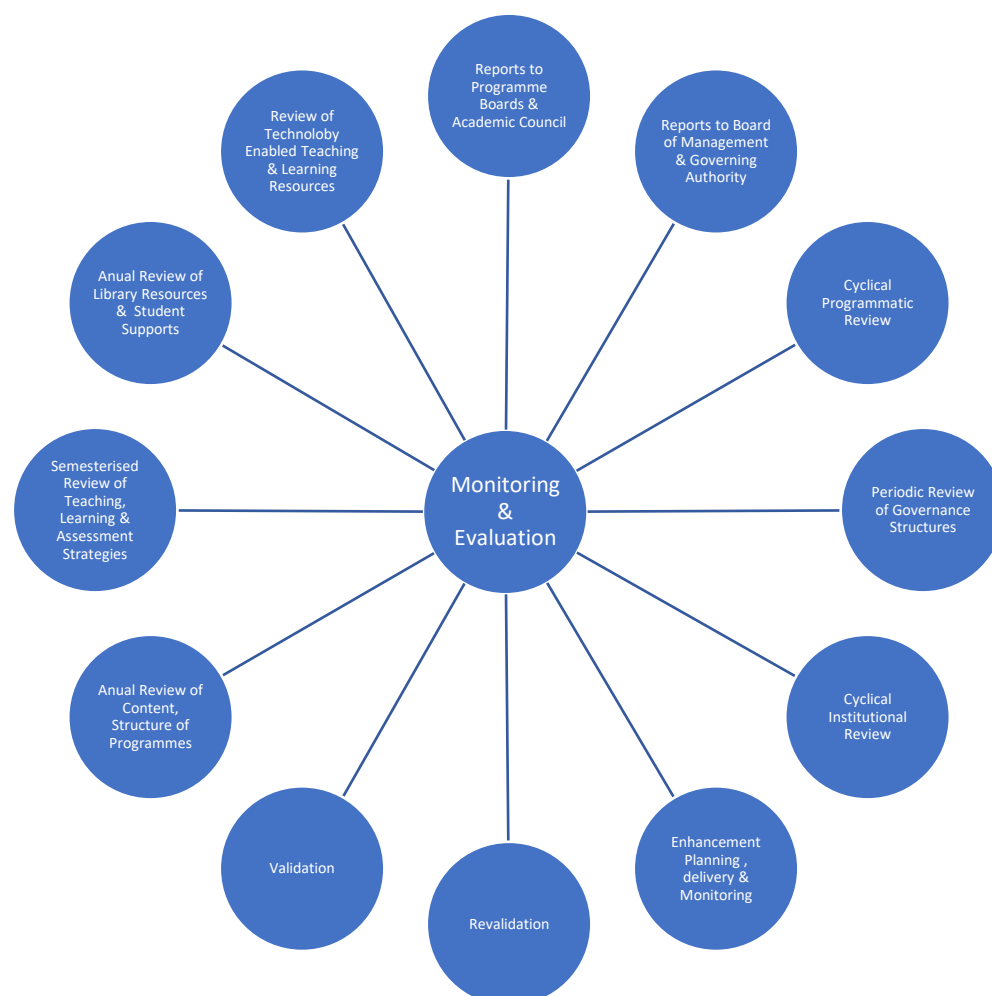 Reports to
Programme
Boards &
Academic Council
Reports to Board
of Management
& Governing
Authority
Cyclical
Programmatic
Review
Periodic Review
of Governance
Structures
Cyclical
Institutional
Review
Enhancement
Planning ,
delivery &
Monitoring
Revalidation
Validation
Anual Review of
Content,
Structure of
Programmes
Semesterised
Review of
Teaching,
Learning &
Assessment
Strategies
Anual Review of
Library Resources
& Student
Supports
Review of
Technoloby
Enabled Teaching
& Learning
Resources
Monitoring
&
Evaluation